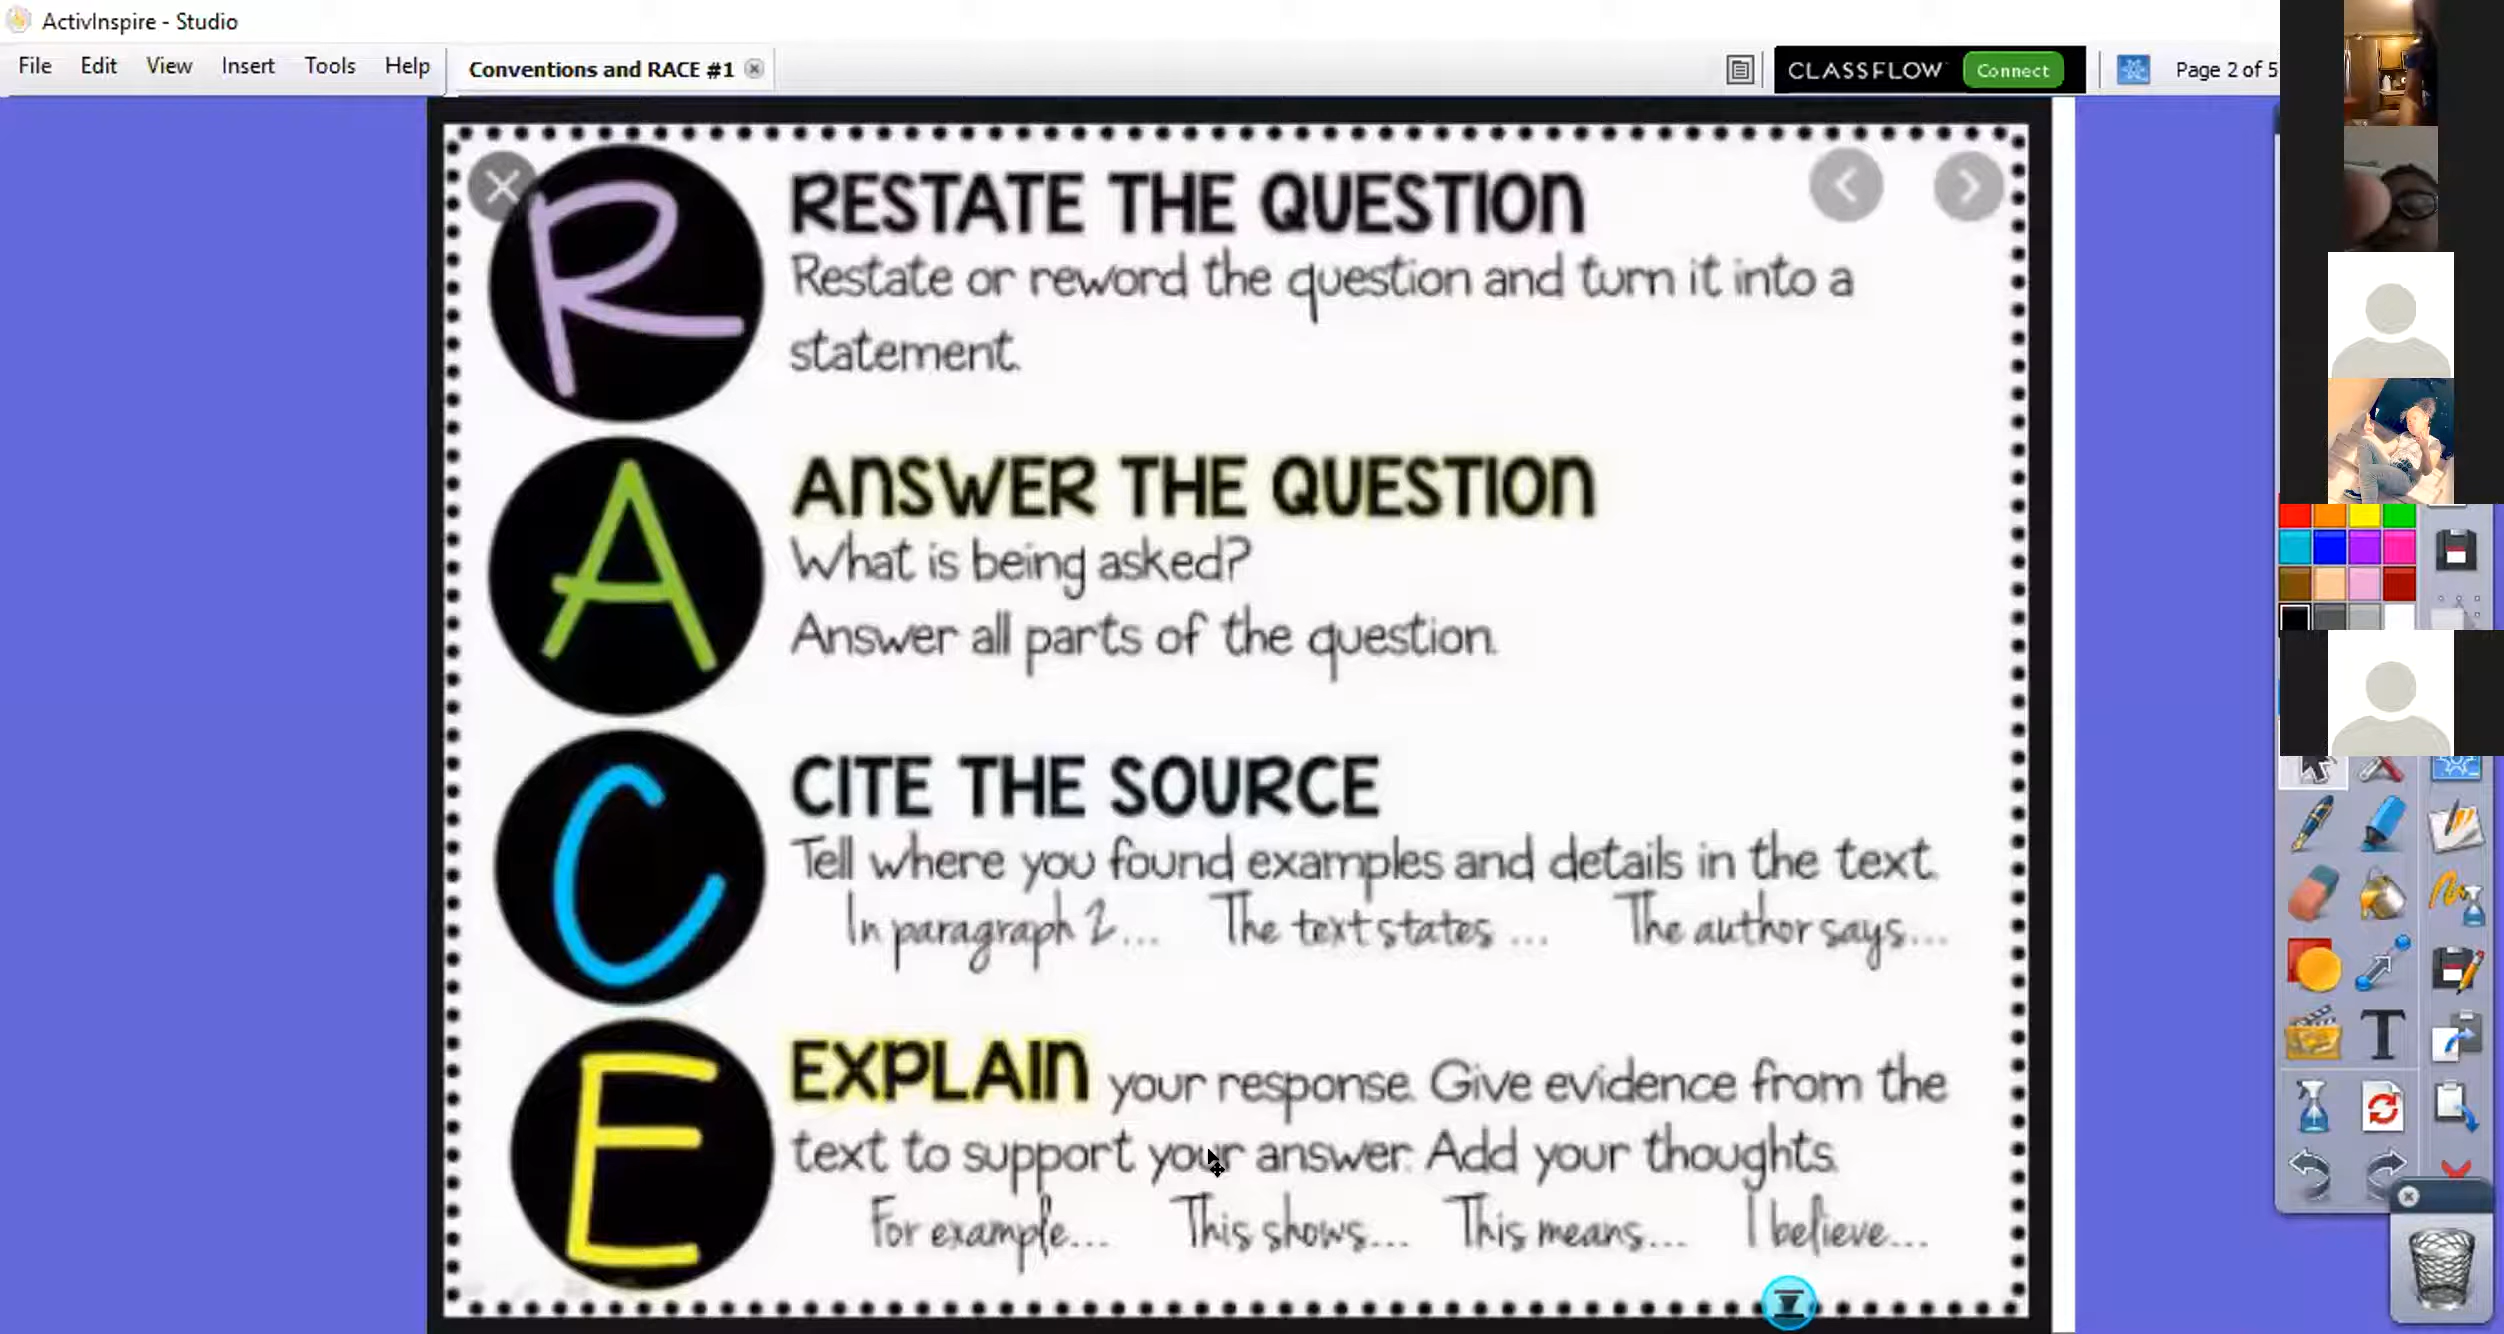 ActivInspire - Studio
File Edit View Insert Tools Help Conventions and RACE #1 CLASSFLOW Connect Page 2 of 5
R RESTATE THE QUESTION
Restate or reword the question and turn it into a
statement.
A ANSWER THE QUESTION
What is being asked?
Answer all parts of the question.
C CITE THE SOURCE
Tell where you found examples and details in the text.
In paragraph 2... The text states ... The author says...
E EXPLAIN your response. Give evidence from the
text to support your answer. Add your thoughts.
For example... This shows... This means... I believe...
T